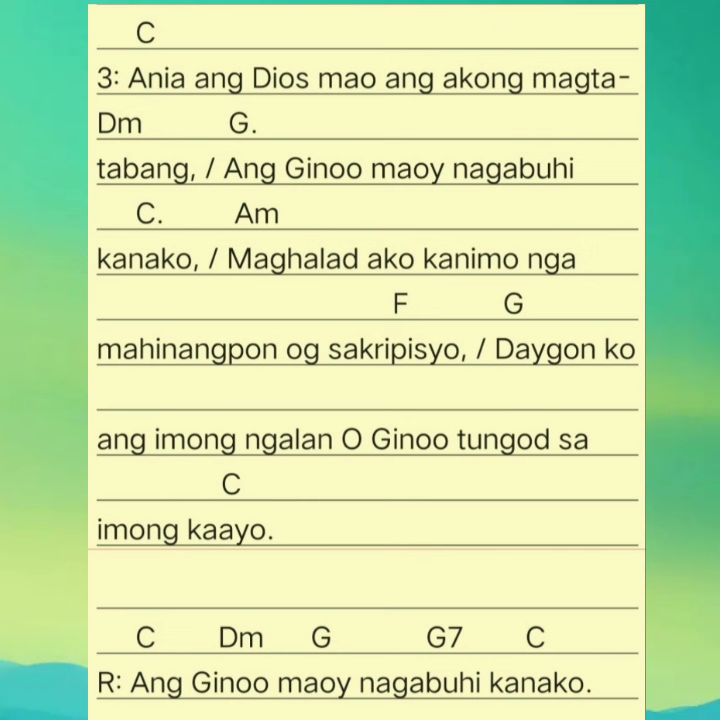 C
3: Ania ang Dios mao ang akong magta-
Dm G.
tabang, / Ang Ginoo maoy nagabuhi
C. Am
kanako, / Maghalad ako kanimo nga
F G
mahinangpon og sakripisyo, / Daygon ko
ang imong ngalan O Ginoo tungod sa
C
imong kaayo.
C Dm G G7 C
R: Ang Ginoo maoy nagabuhi kanako.